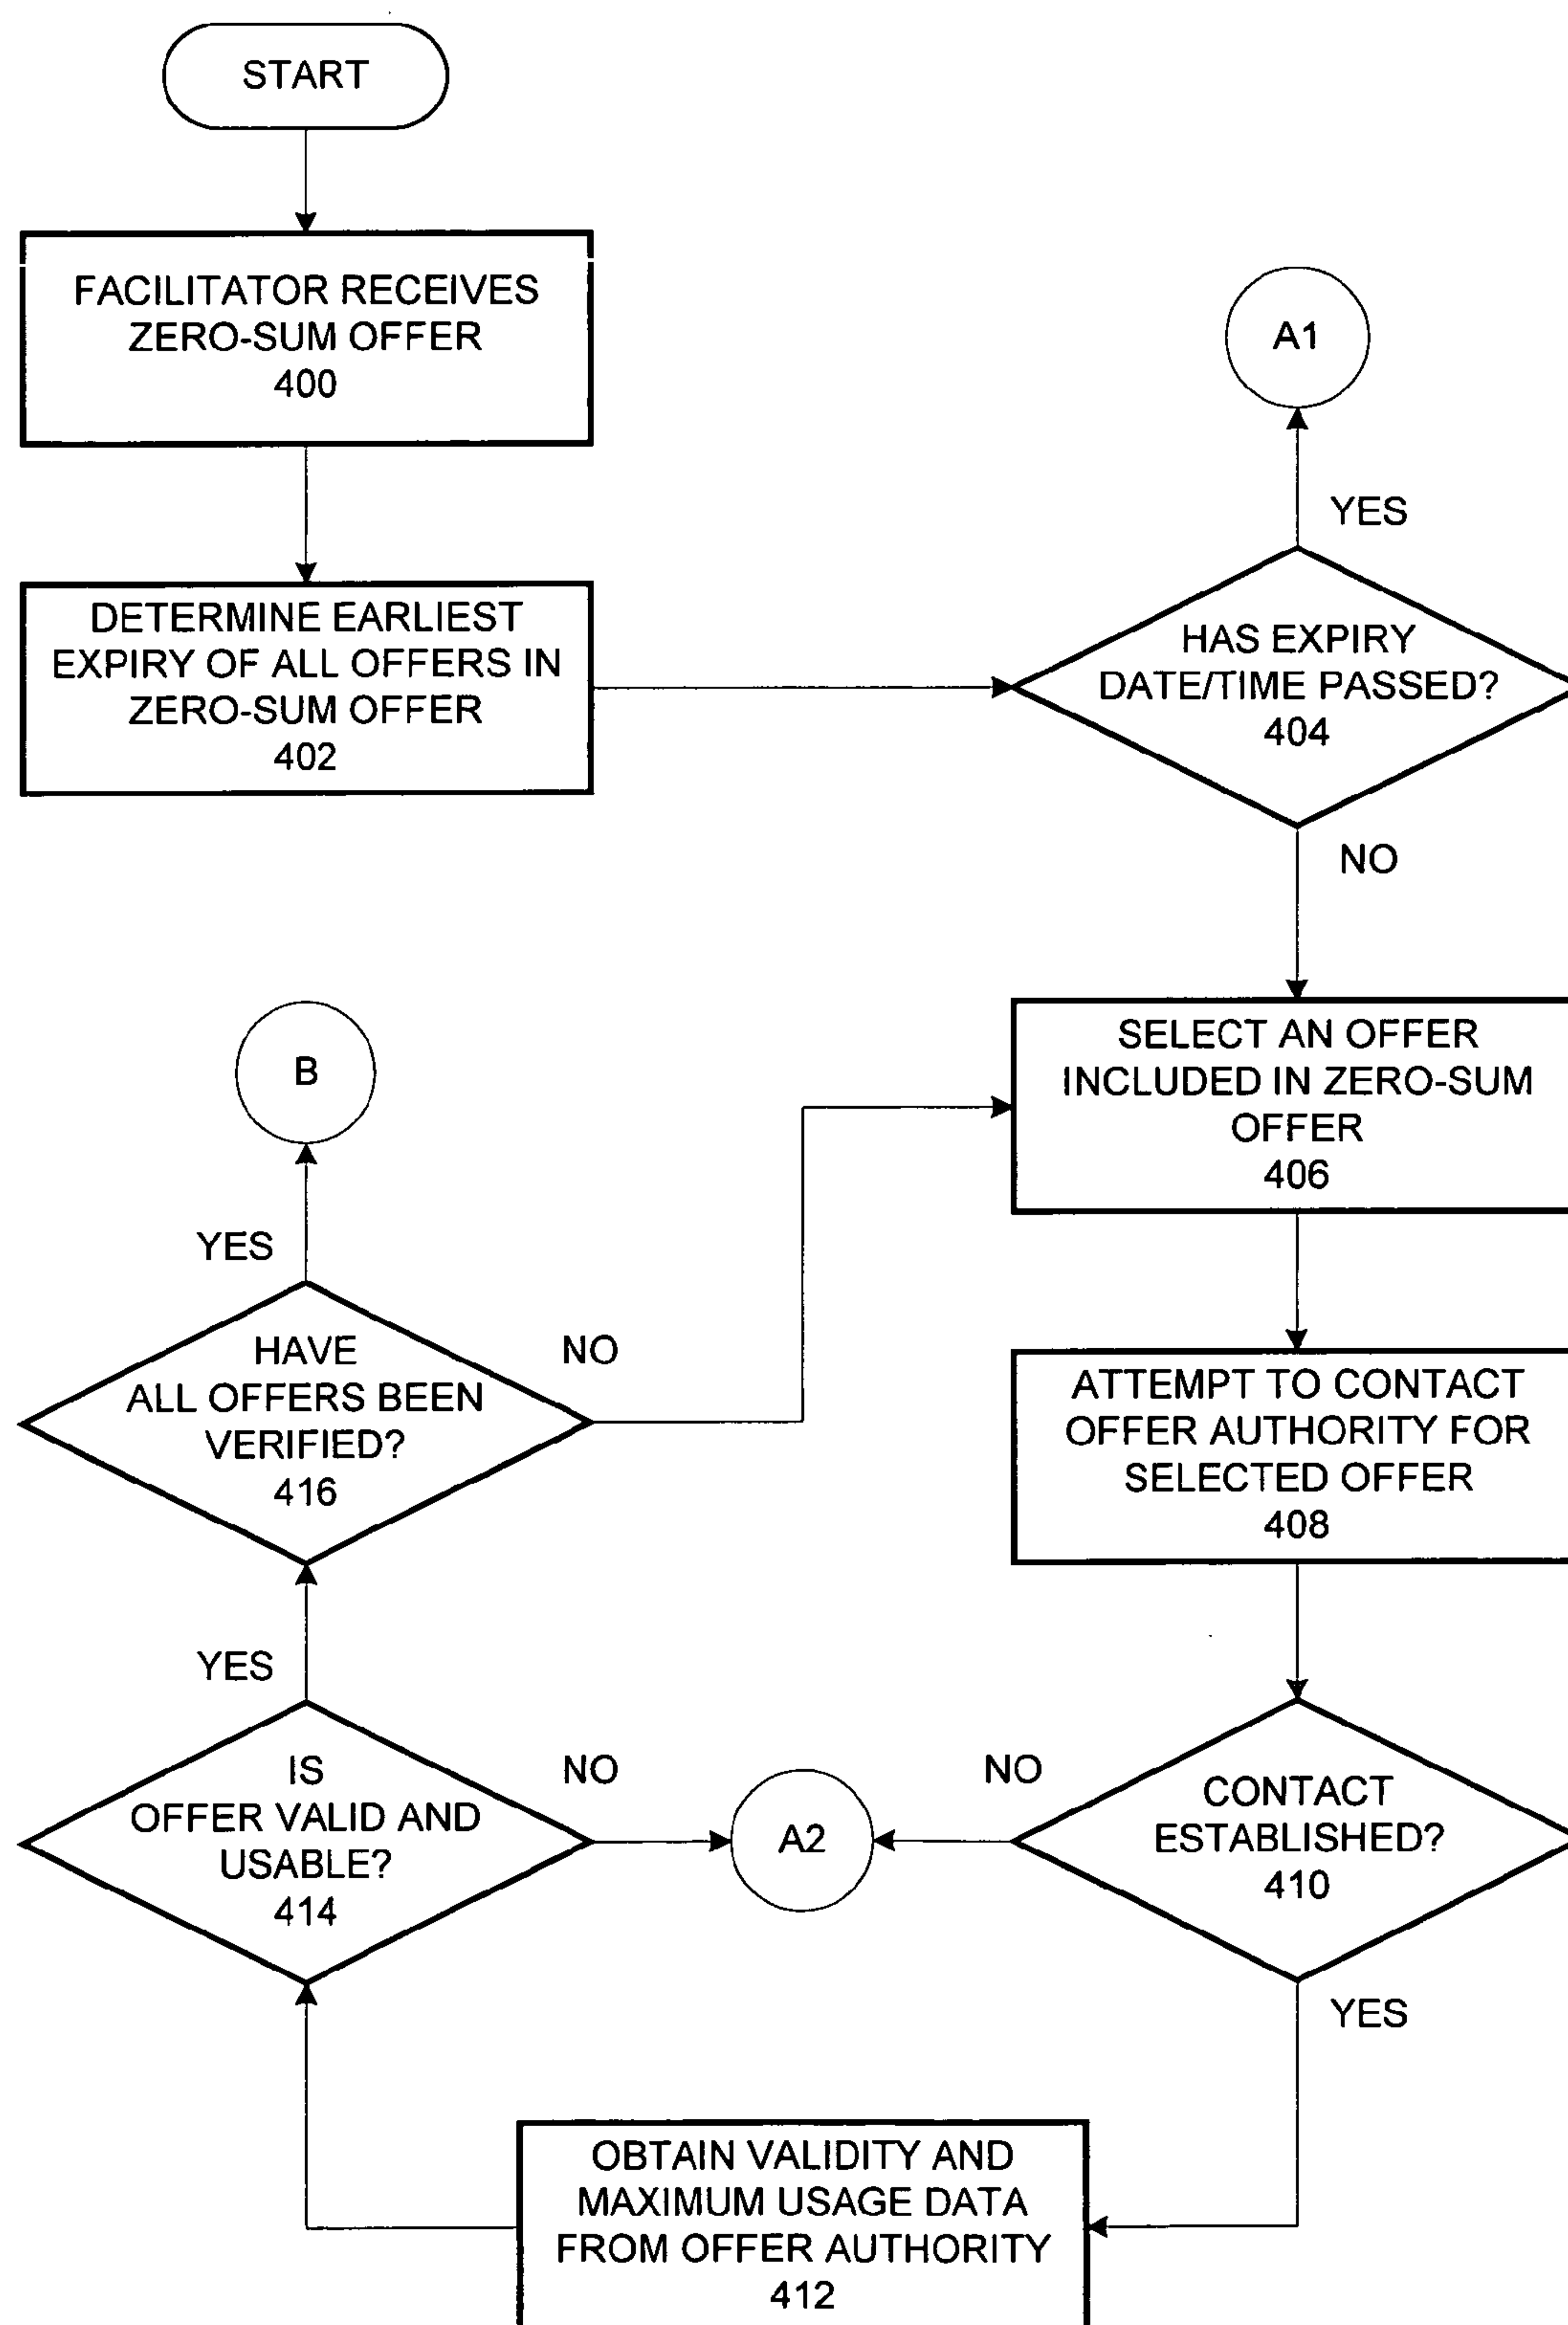 START
FACILITATOR RECEIVES
ZERO-SUM OFFER
400
DETERMINE EARLIEST
EXPIRY OF ALL OFFERS IN
ZERO-SUM OFFER
402
A1
YES
HAS EXPIRY
DATE/TIME PASSED?
404
NO
SELECT AN OFFER
INCLUDED IN ZERO-SUM
OFFER
406
ATTEMPT TO CONTACT
OFFER AUTHORITY FOR
SELECTED OFFER
408
CONTACT
ESTABLISHED?
410
NO
A2
YES
OBTAIN VALIDITY AND
MAXIMUM USAGE DATA
FROM OFFER AUTHORITY
412
IS
OFFER VALID AND
USABLE?
414
NO
YES
HAVE
ALL OFFERS BEEN
VERIFIED?
416
NO
YES
B